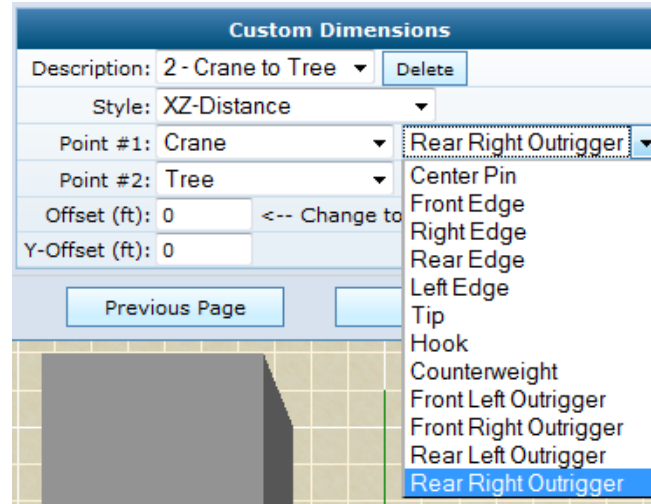 Custom Dimensions
Description: 2 - Crane to Tree Delete
Style: XZ-Distance
Point #1: Crane Rear Right Outrigger
Point #2: Tree
Offset (ft): 0 <-- Change to
Y-Offset (ft): 0
Previous Page
Center Pin
Front Edge
Right Edge
Rear Edge
Left Edge
Tip
Hook
Counterweight
Front Left Outrigger
Front Right Outrigger
Rear Left Outrigger
Rear Right Outrigger